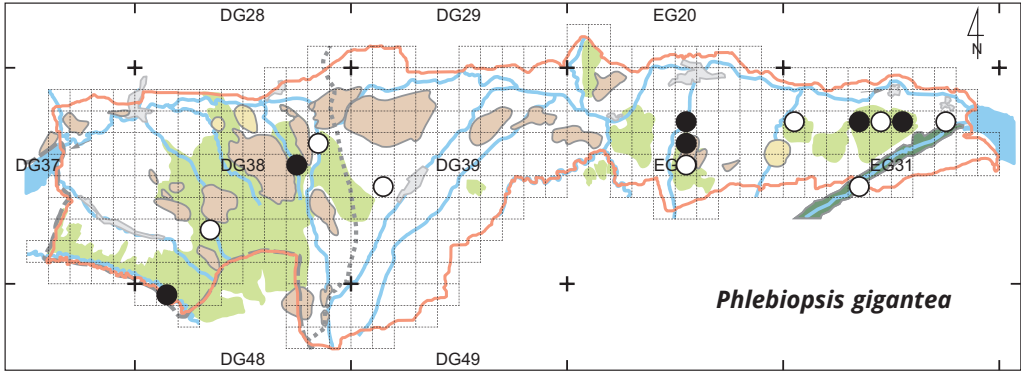 DG28 DG29 EG20
N
DG37 DG38 DG39 EG EG31
Phlebiopsis gigantea
DG48 DG49